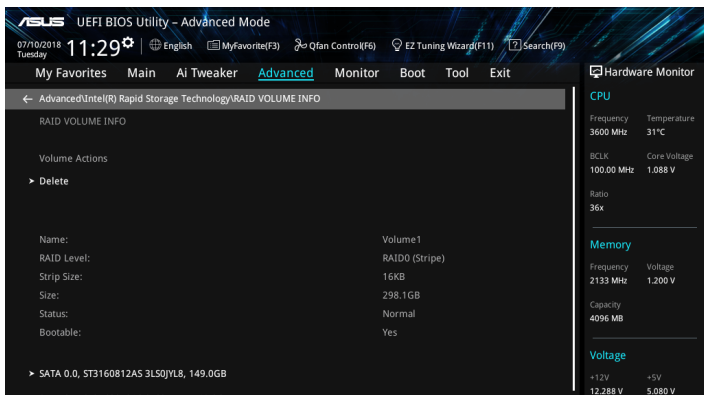 ASUS UEFI BIOS Utility – Advanced Mode
07/10/2018 Tuesday 11:29 English MyFavorite(F3) Qfan Control(F6) EZ Tuning Wizard(F11) ? Search(F9)
My Favorites Main Ai Tweaker Advanced Monitor Boot Tool Exit
Hardware Monitor
← Advanced\Intel(R) Rapid Storage Technology\RAID VOLUME INFO
RAID VOLUME INFO
Volume Actions
> Delete
Name: Volume1
RAID Level: RAID0 (Stripe)
Strip Size: 16KB
Size: 298.1GB
Status: Normal
Bootable: Yes
> SATA 0.0, ST3160812AS 3LS0JYL8, 149.0GB
CPU
Frequency Temperature
3600 MHz 31°C
BCLK Core Voltage
100.00 MHz 1.088 V
Ratio
36x
Memory
Frequency Voltage
2133 MHz 1.200 V
Capacity
4096 MB
Voltage
+12V +5V
12.288 V 5.080 V